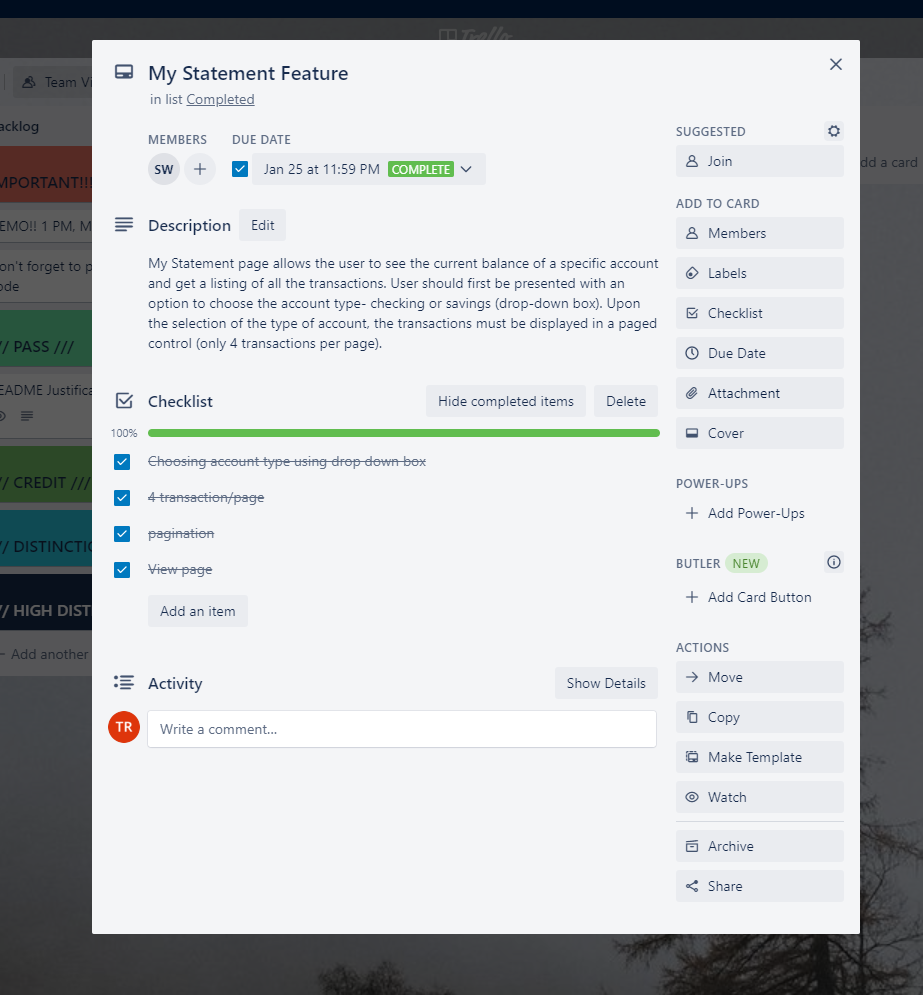 Trello
Team Vi
acklog
MPORTANT!!!
EMO!! 1 PM, M
on't forget to p
ode
// PASS ///
EADME Justifica
// CREDIT ///
// DISTINCTIO
// HIGH DIST
Add another
dd a card
My Statement Feature
in list Completed
MEMBERS
DUE DATE
SW
Jan 25 at 11:59 PM COMPLETE
Description
Edit
My Statement page allows the user to see the current balance of a specific account
and get a listing of all the transactions. User should first be presented with an
option to choose the account type- checking or savings (drop-down box). Upon
the selection of the type of account, the transactions must be displayed in a paged
control (only 4 transactions per page).
Checklist
Hide completed items
Delete
100%
Choosing account type using drop down box
4 transaction/page
pagination
View page
Add an item
Activity
Show Details
TR
Write a comment...
SUGGESTED
Join
ADD TO CARD
Members
Labels
Checklist
Due Date
Attachment
Cover
POWER-UPS
Add Power-Ups
BUTLER NEW
Add Card Button
ACTIONS
Move
Copy
Make Template
Watch
Archive
Share